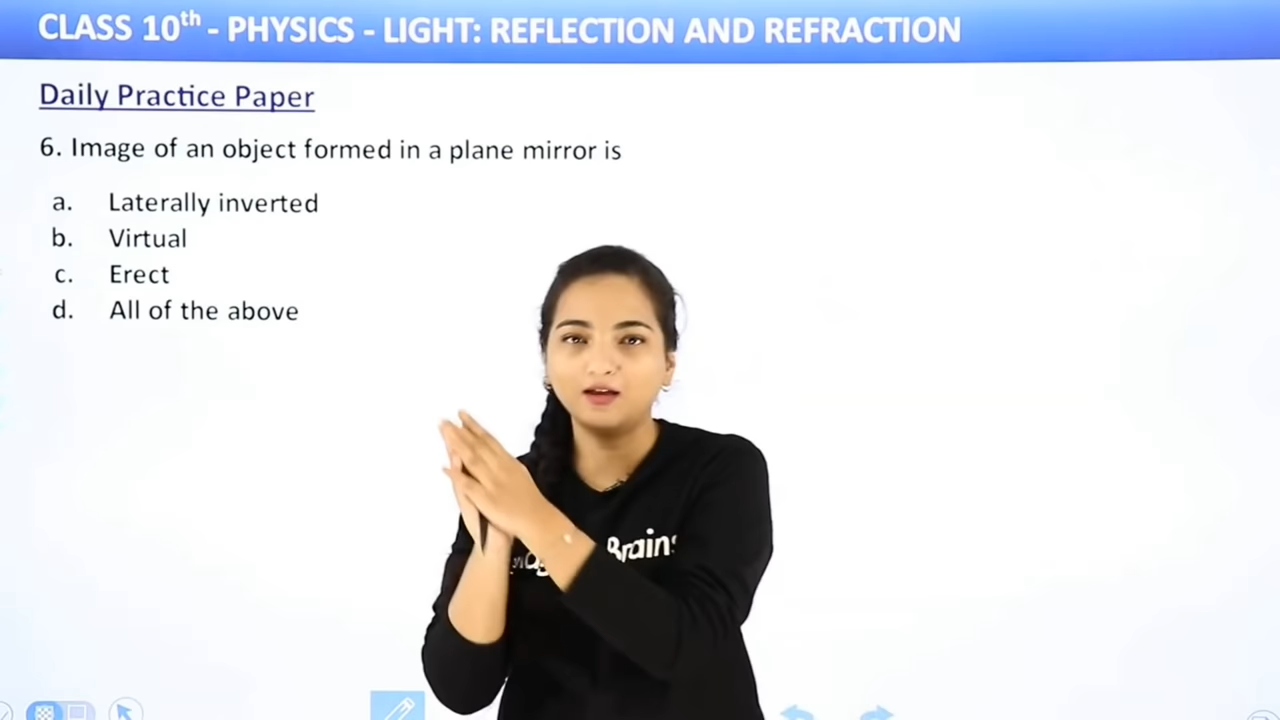 CLASS 10th - PHYSICS - LIGHT: REFLECTION AND REFRACTION
Daily Practice Paper
6. Image of an object formed in a plane mirror is
a. Laterally inverted
b. Virtual
c. Erect
d. All of the above
Brains